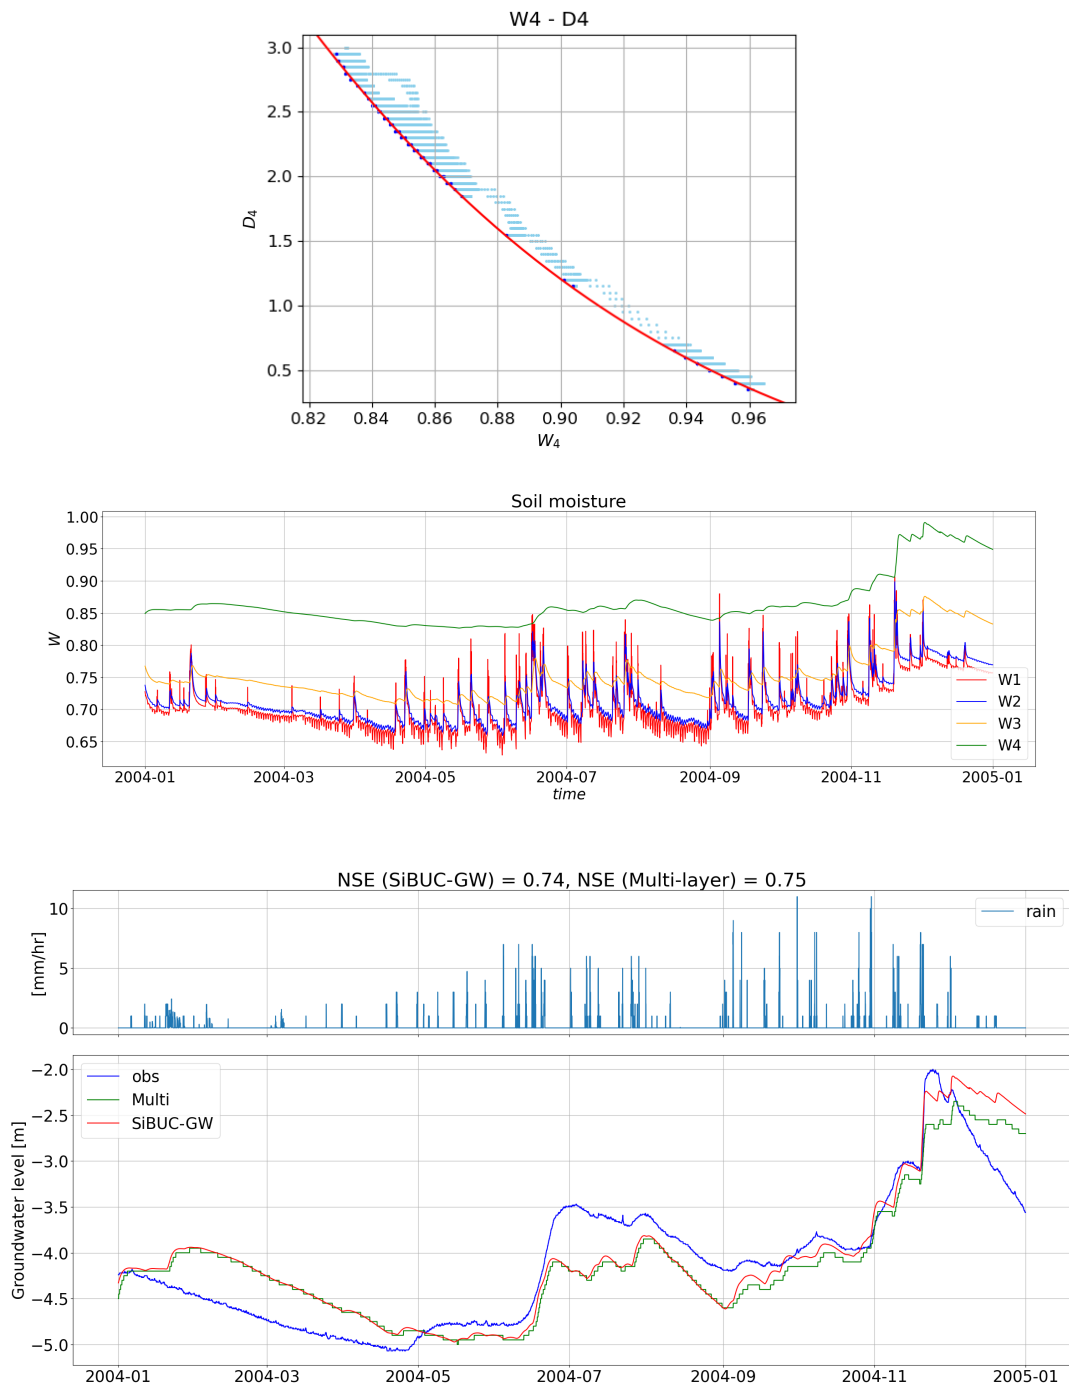 W4 - D4
3.0
2.5
2.0
1.5
1.0
0.5
D₄
0.82 0.84 0.86 0.88 0.90 0.92 0.94 0.96
W₄
Soil moisture
1.00
0.95
0.90
0.85
0.80
0.75
0.70
0.65
W
W1
W2
W3
W4
2004-01 2004-03 2004-05 2004-07 2004-09 2004-11 2005-01
time
NSE (SiBUC-GW) = 0.74, NSE (Multi-layer) = 0.75
10
5
0
[mm/hr]
rain
−2.0
−2.5
−3.0
−3.5
−4.0
−4.5
−5.0
Groundwater level [m]
obs
Multi
SiBUC-GW
2004-01 2004-03 2004-05 2004-07 2004-09 2004-11 2005-01